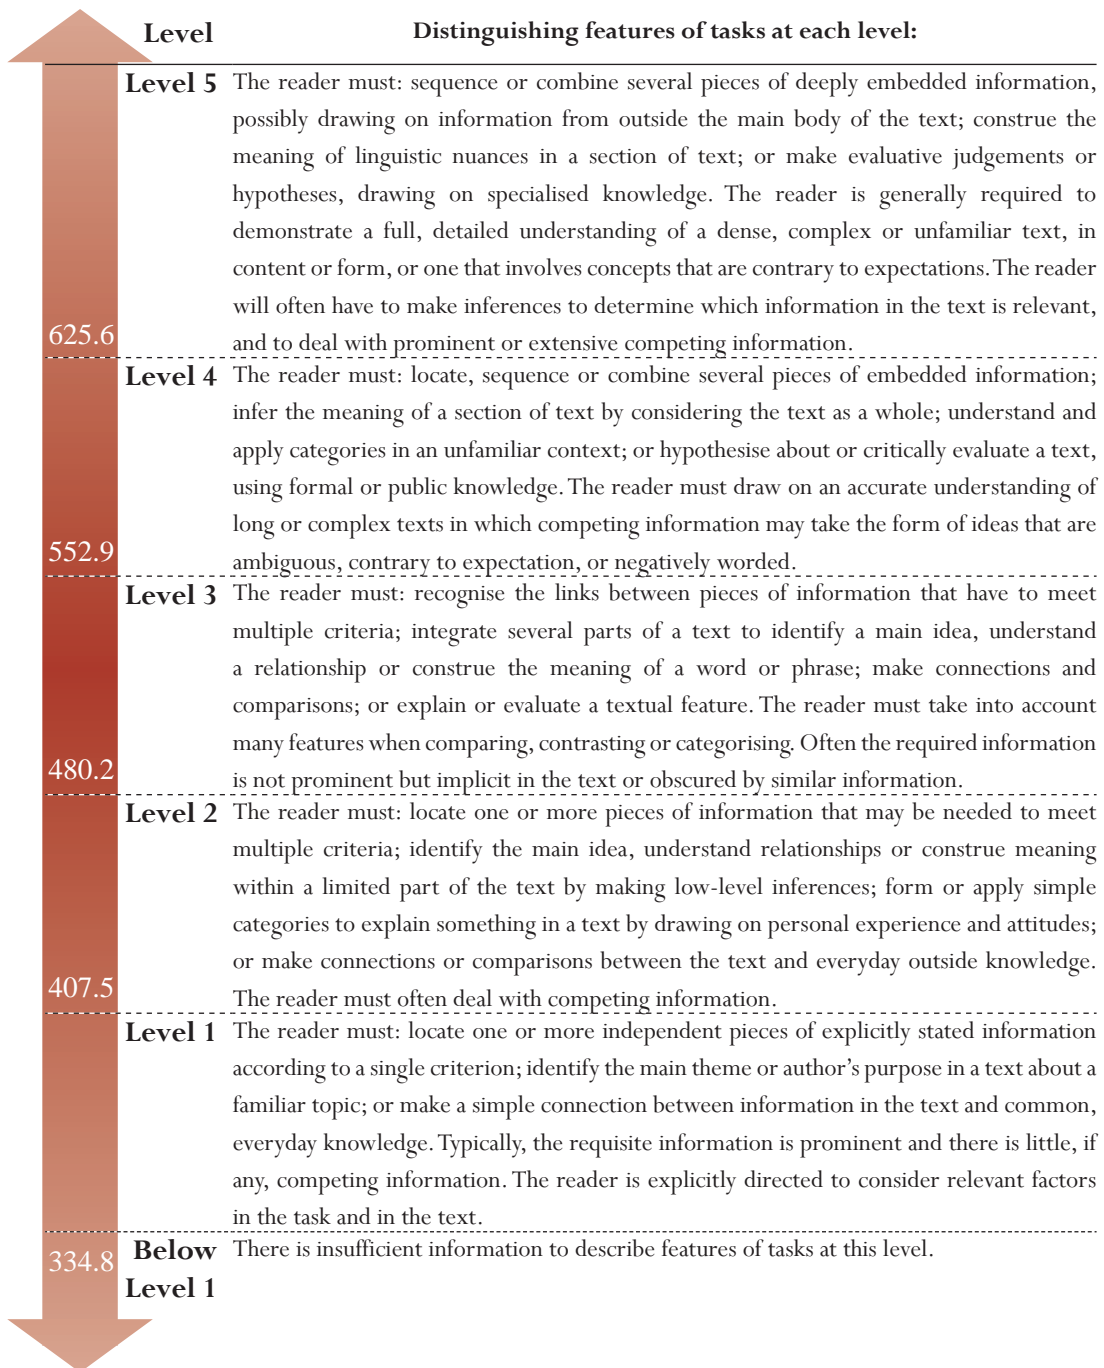 Level Distinguishing features of tasks at each level:
Level 5 The reader must: sequence or combine several pieces of deeply embedded information,
possibly drawing on information from outside the main body of the text; construe the
meaning of linguistic nuances in a section of text; or make evaluative judgements or
hypotheses, drawing on specialised knowledge. The reader is generally required to
demonstrate a full, detailed understanding of a dense, complex or unfamiliar text, in
content or form, or one that involves concepts that are contrary to expectations. The reader
will often have to make inferences to determine which information in the text is relevant,
625.6 and to deal with prominent or extensive competing information.
Level 4 The reader must: locate, sequence or combine several pieces of embedded information;
infer the meaning of a section of text by considering the text as a whole; understand and
apply categories in an unfamiliar context; or hypothesise about or critically evaluate a text,
using formal or public knowledge. The reader must draw on an accurate understanding of
long or complex texts in which competing information may take the form of ideas that are
552.9 ambiguous, contrary to expectation, or negatively worded.
Level 3 The reader must: recognise the links between pieces of information that have to meet
multiple criteria; integrate several parts of a text to identify a main idea, understand
a relationship or construe the meaning of a word or phrase; make connections and
comparisons; or explain or evaluate a textual feature. The reader must take into account
many features when comparing, contrasting or categorising. Often the required information
480.2 is not prominent but implicit in the text or obscured by similar information.
Level 2 The reader must: locate one or more pieces of information that may be needed to meet
multiple criteria; identify the main idea, understand relationships or construe meaning
within a limited part of the text by making low-level inferences; form or apply simple
categories to explain something in a text by drawing on personal experience and attitudes;
or make connections or comparisons between the text and everyday outside knowledge.
407.5 The reader must often deal with competing information.
Level 1 The reader must: locate one or more independent pieces of explicitly stated information
according to a single criterion; identify the main theme or author's purpose in a text about a
familiar topic; or make a simple connection between information in the text and common,
everyday knowledge. Typically, the requisite information is prominent and there is little, if
any, competing information. The reader is explicitly directed to consider relevant factors
in the task and in the text.
334.8 Below There is insufficient information to describe features of tasks at this level.
Level 1